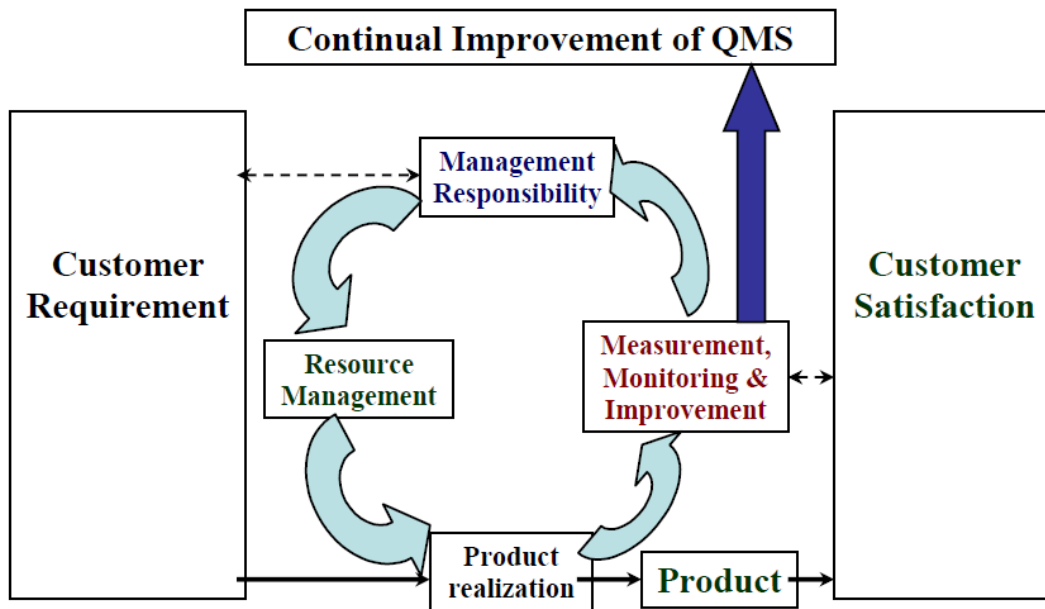 Continual Improvement of QMS
Management
Responsibility
Customer
Requirement
Customer
Satisfaction
Resource
Management
Measurement,
Monitoring &
Improvement
Product
realization
Product